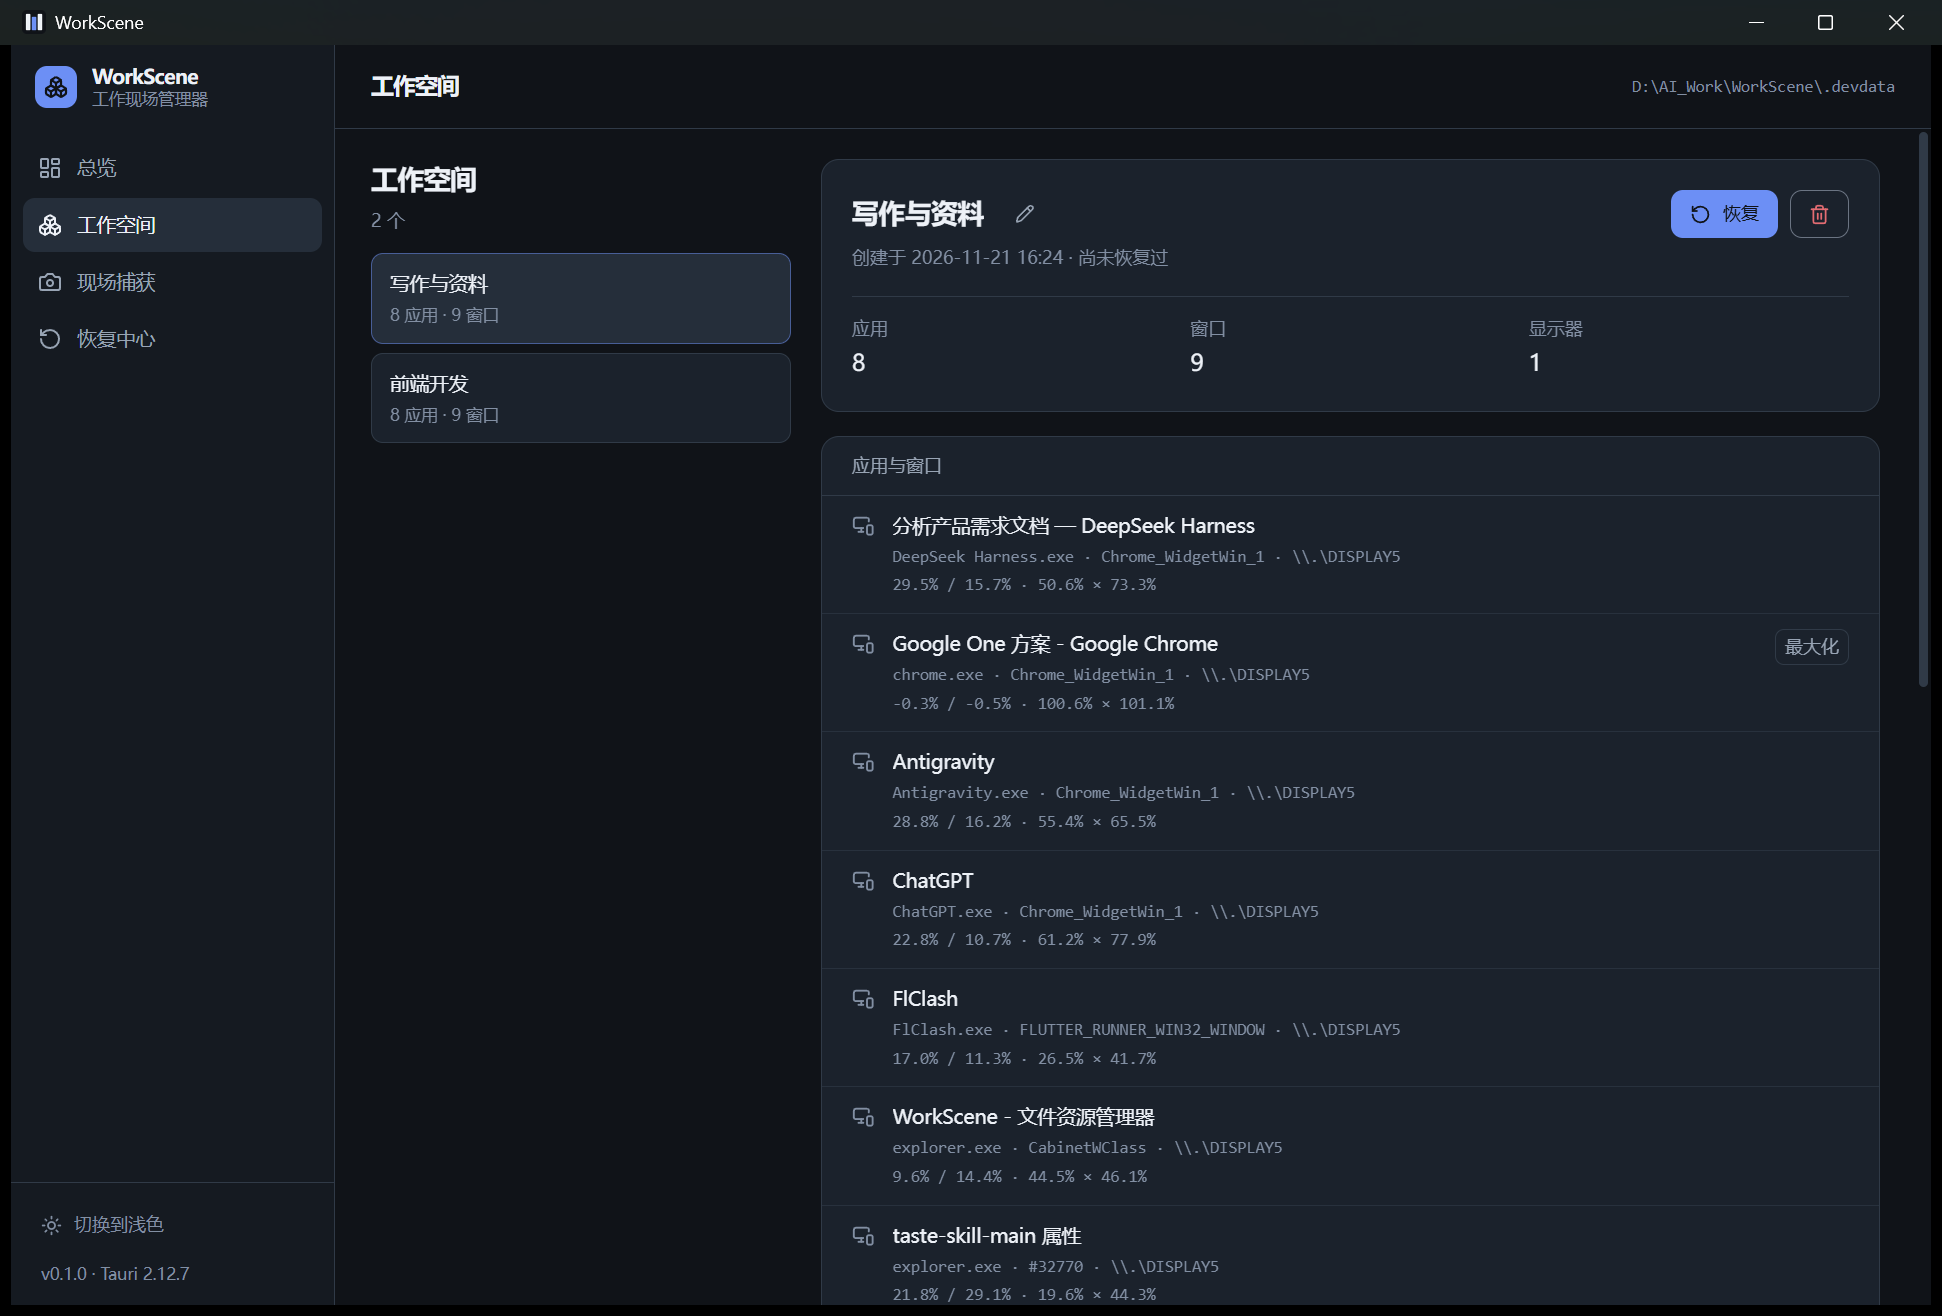 WorkScene
WorkScene
工作现场管理器
总览
工作空间
现场捕获
恢复中心
切换到浅色
v0.1.0 · Tauri 2.12.7
工作空间
D:\AI_Work\WorkScene\.devdata
工作空间
2 个
写作与资料
8 应用 · 9 窗口
前端开发
8 应用 · 9 窗口
写作与资料
恢复
创建于 2026-11-21 16:24 · 尚未恢复过
应用
窗口
显示器
8
9
1
应用与窗口
分析产品需求文档 — DeepSeek Harness
DeepSeek Harness.exe · Chrome_WidgetWin_1 · \\.\DISPLAY5
29.5% / 15.7% · 50.6% × 73.3%
Google One 方案 - Google Chrome
最大化
chrome.exe · Chrome_WidgetWin_1 · \\.\DISPLAY5
-0.3% / -0.5% · 100.6% × 101.1%
Antigravity
Antigravity.exe · Chrome_WidgetWin_1 · \\.\DISPLAY5
28.8% / 16.2% · 55.4% × 65.5%
ChatGPT
ChatGPT.exe · Chrome_WidgetWin_1 · \\.\DISPLAY5
22.8% / 10.7% · 61.2% × 77.9%
FlClash
FlClash.exe · FLUTTER_RUNNER_WIN32_WINDOW · \\.\DISPLAY5
17.0% / 11.3% · 26.5% × 41.7%
WorkScene - 文件资源管理器
explorer.exe · CabinetWClass · \\.\DISPLAY5
9.6% / 14.4% · 44.5% × 46.1%
taste-skill-main 属性
explorer.exe · #32770 · \\.\DISPLAY5
21.8% / 29.1% · 19.6% × 44.3%